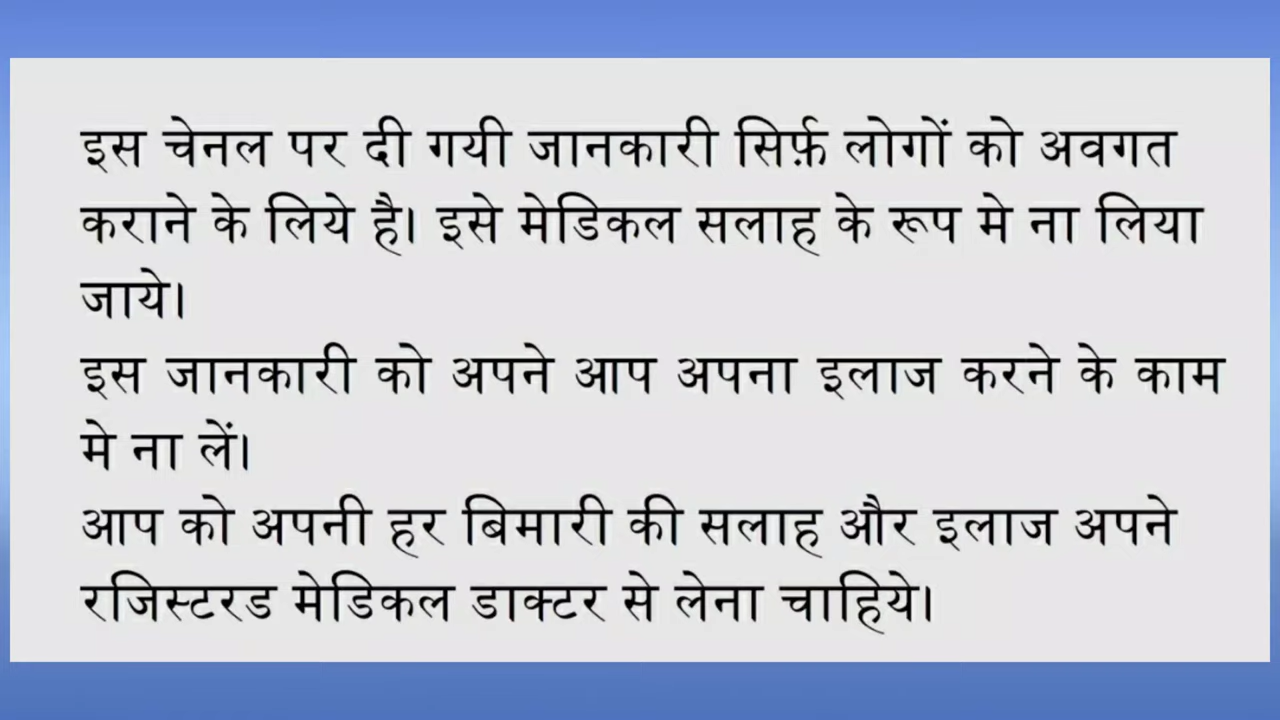 इस चेनल पर दी गयी जानकारी सिर्फ़ लोगों को अवगत
कराने के लिये है। इसे मेडिकल सलाह के रूप मे ना लिया
जाये।
इस जानकारी को अपने आप अपना इलाज करने के काम
मे ना लें।
आप को अपनी हर बिमारी की सलाह और इलाज अपने
रजिस्टरड मेडिकल डाक्टर से लेना चाहिये।